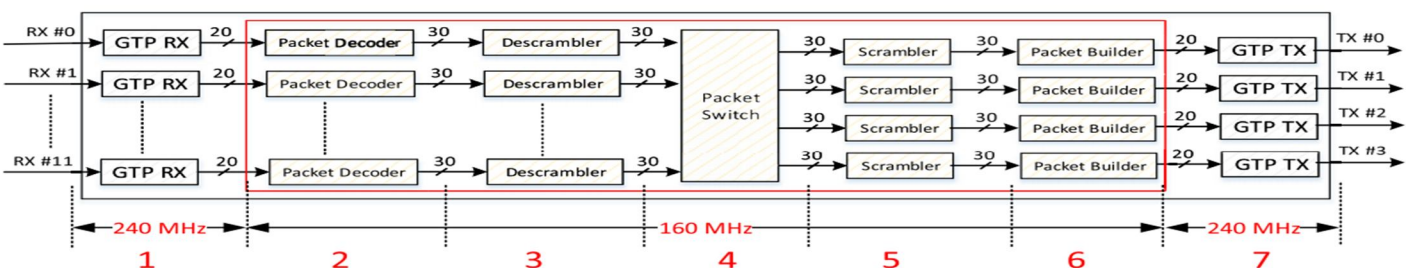 RX #0 GTP RX 20 Packet Decoder 30 Descrambler 30 30 Scrambler 30 Packet Builder 20 GTP TX TX #0
RX #1 GTP RX 20 Packet Decoder 30 Descrambler 30 30 Scrambler 30 Packet Builder 20 GTP TX TX #1
Packet
Switch
30 Scrambler 30 Packet Builder 20 GTP TX TX #2
RX #11 GTP RX 20 Packet Decoder 30 Descrambler 30 30 Scrambler 30 Packet Builder 20 GTP TX TX #3
240 MHz 160 MHz 240 MHz
1 2 3 4 5 6 7